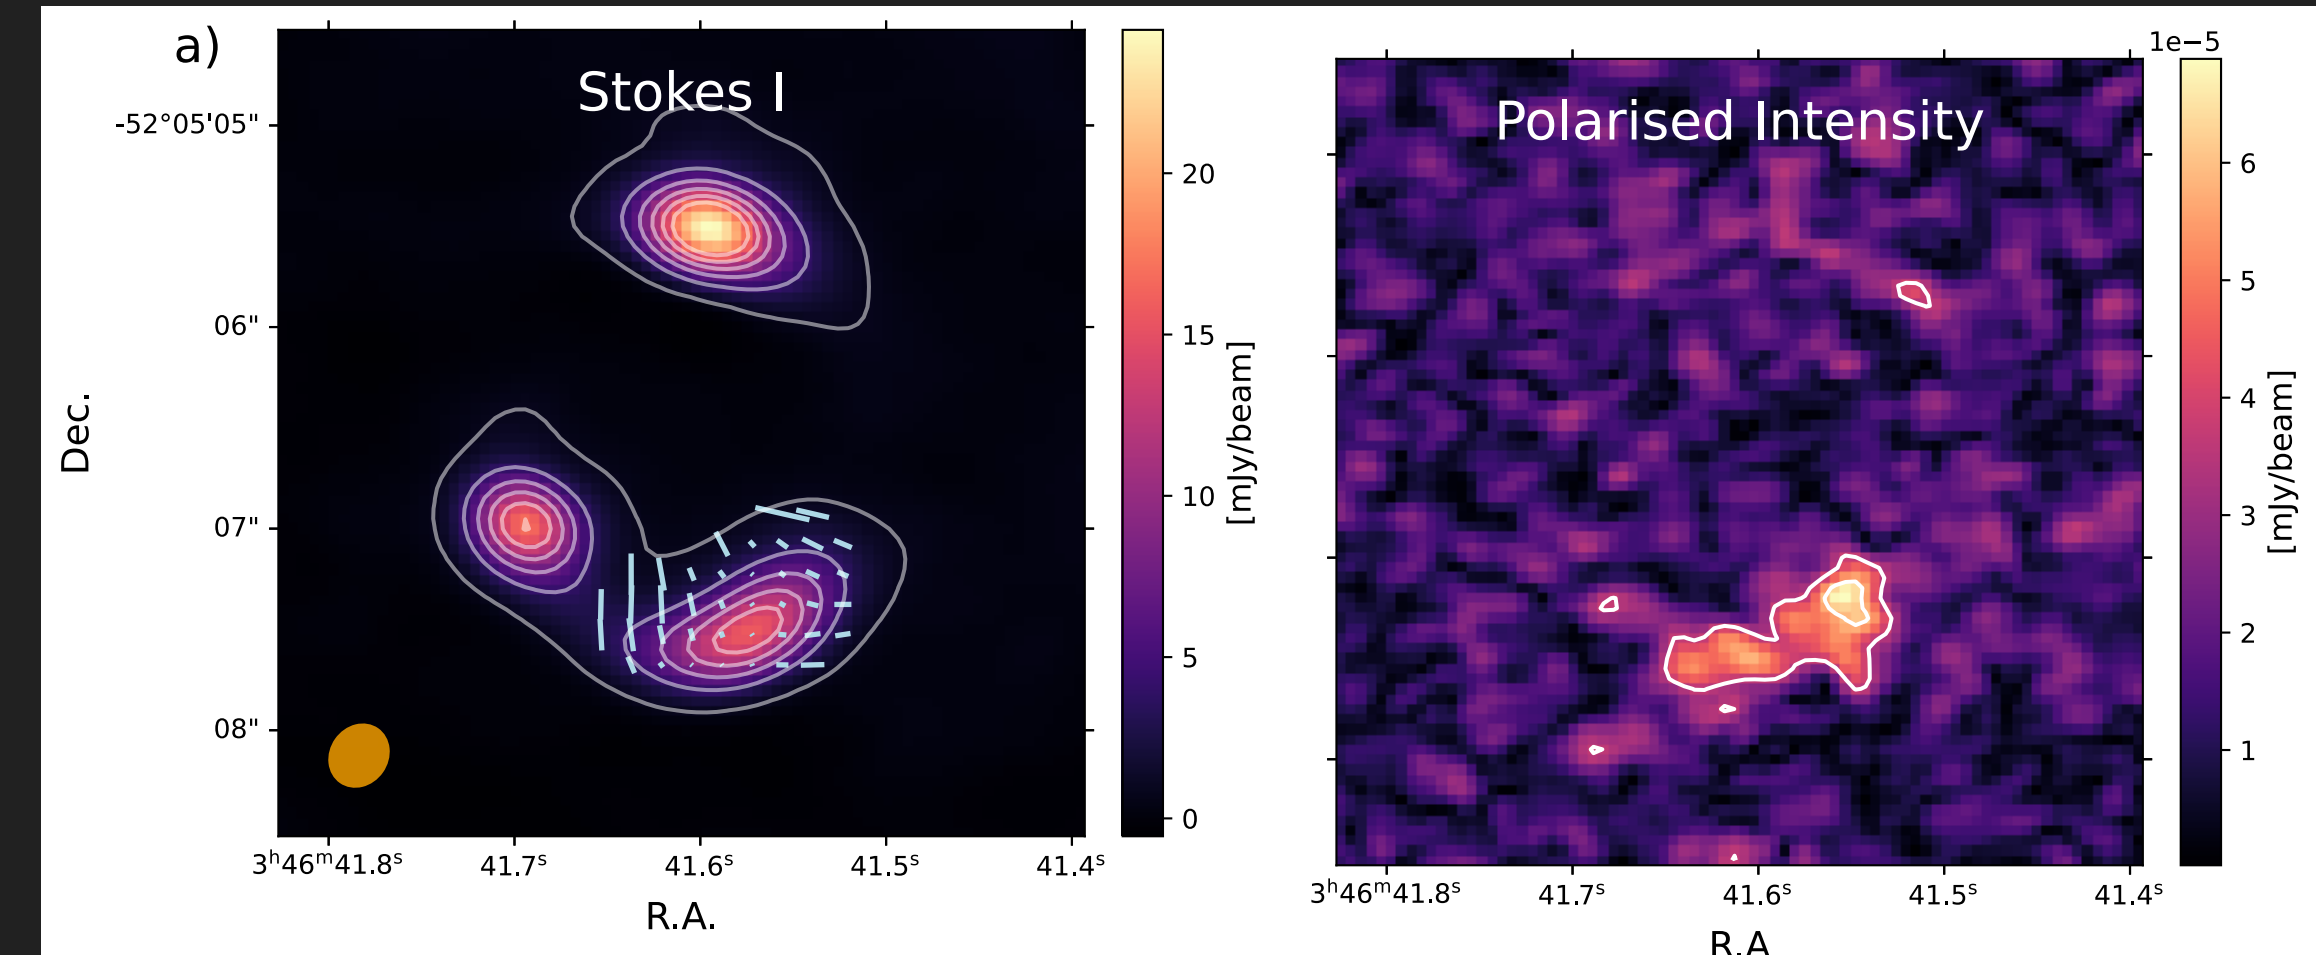 a)
Stokes I
-52°05'05"
06"
07"
08"
Dec.
3ʰ46ᵐ41.8ˢ
41.7ˢ
41.6ˢ
41.5ˢ
41.4ˢ
R.A.
20
15
10
5
0
[mJy/beam]
Polarised Intensity
3ʰ46ᵐ41.8ˢ
41.7ˢ
41.6ˢ
41.5ˢ
41.4ˢ
R.A
1e−5
6
5
4
3
2
1
[mJy/beam]